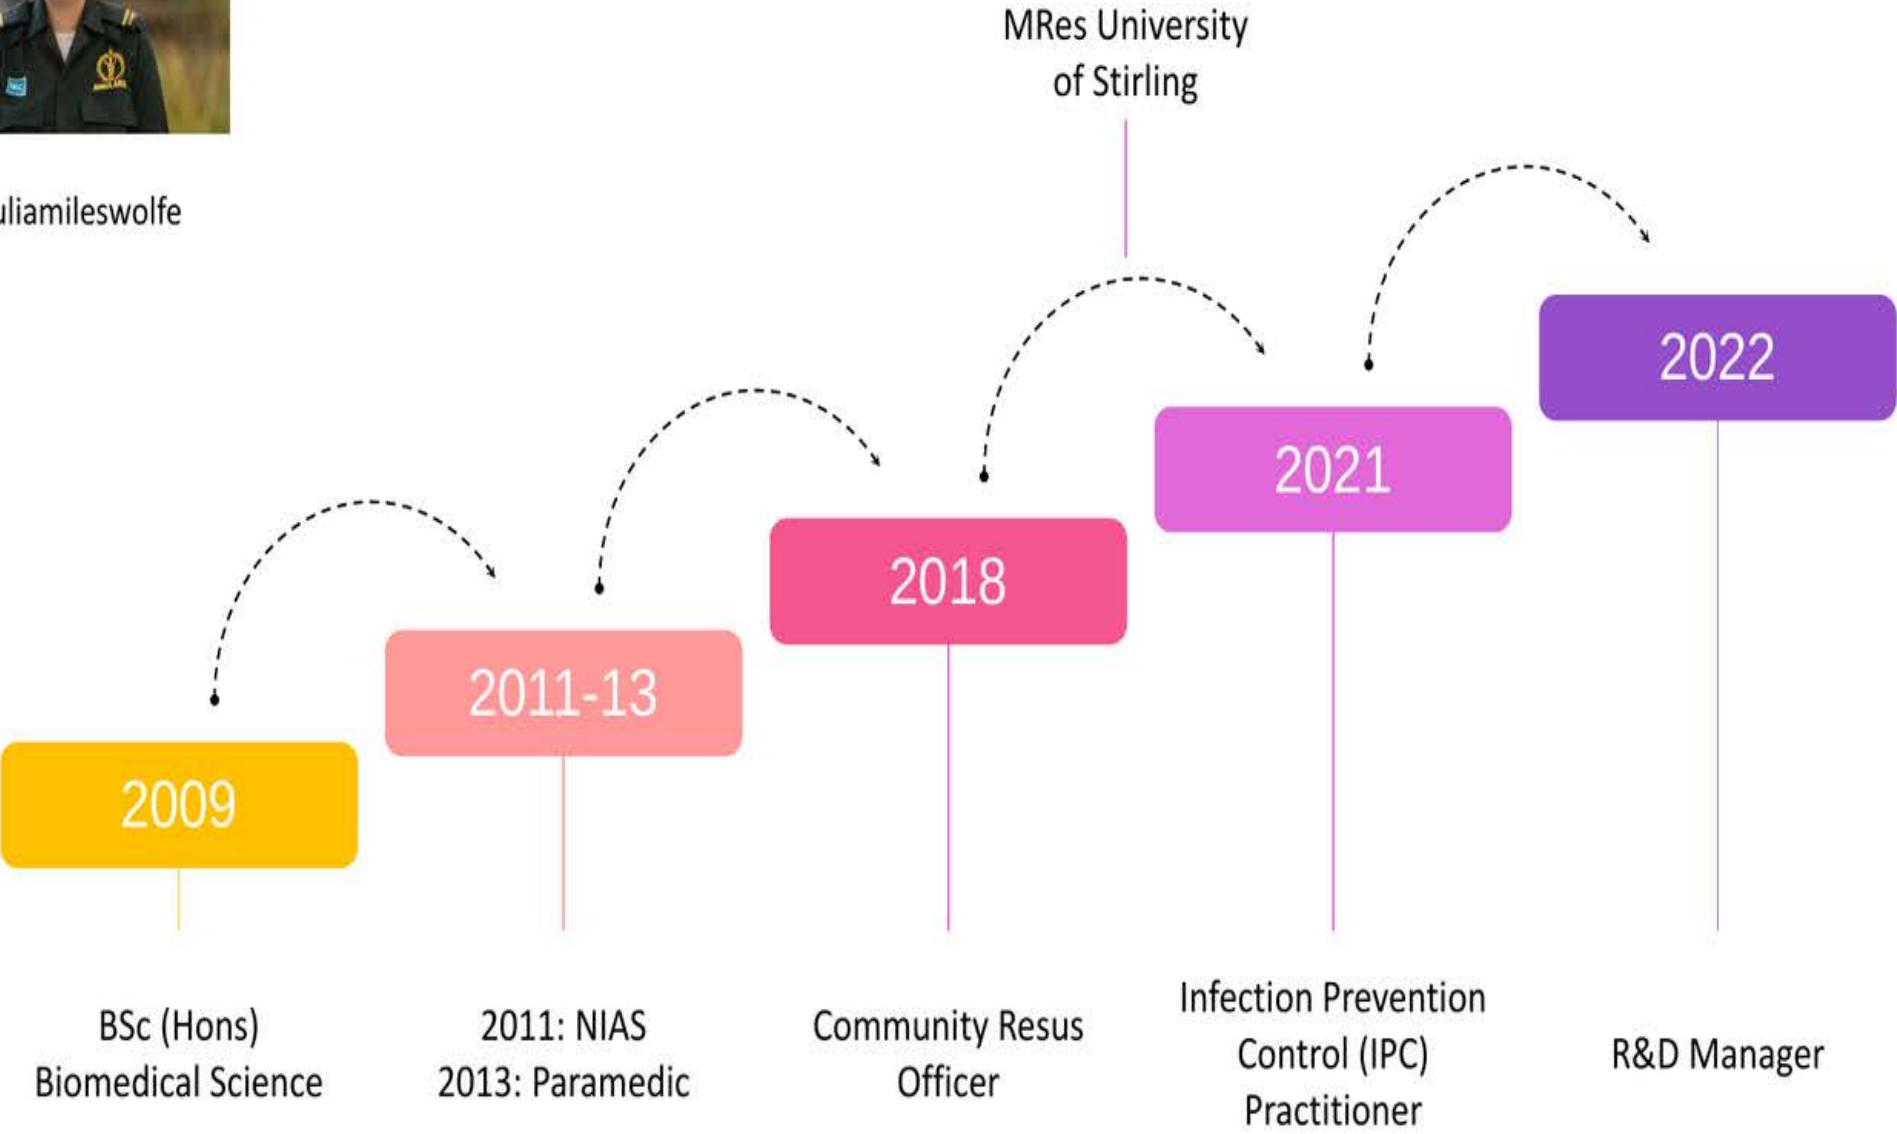 MRes University
of Stirling
uliamileswolfe
2022
2021
2018
2011-13
2009
BSc (Hons)
Biomedical Science
2011: NIAS
2013: Paramedic
Community Resus
Officer
Infection Prevention
Control (IPC)
Practitioner
R&D Manager